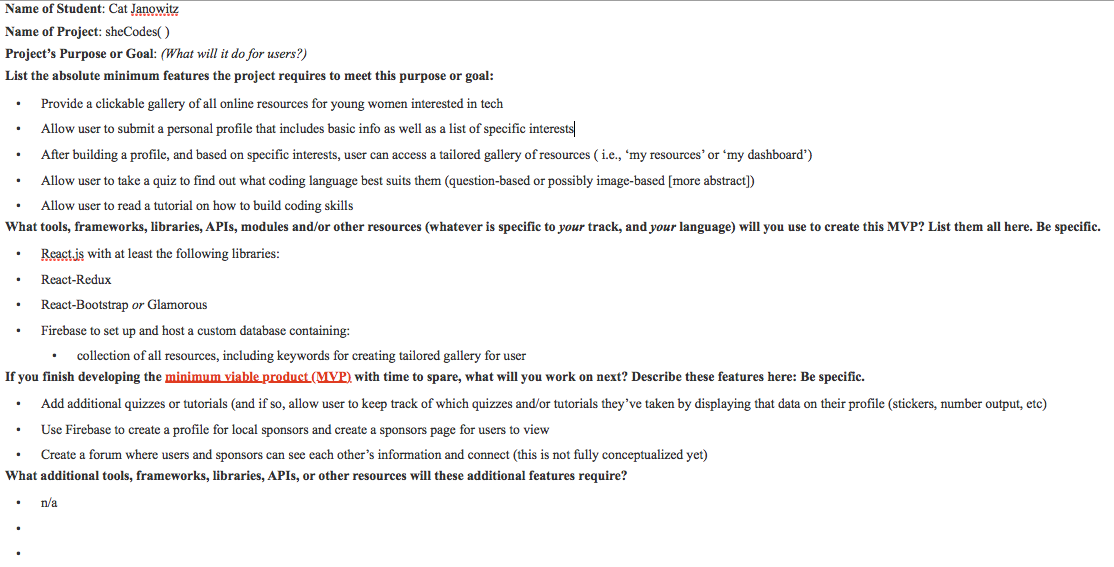 Name of Student: Cat Janowitz
Name of Project: sheCodes( )
Project's Purpose or Goal: (What will it do for users?)
List the absolute minimum features the project requires to meet this purpose or goal:
• Provide a clickable gallery of all online resources for young women interested in tech
• Allow user to submit a personal profile that includes basic info as well as a list of specific interests
• After building a profile, and based on specific interests, user can access a tailored gallery of resources ( i.e., ‘my resources’ or ‘my dashboard’)
• Allow user to take a quiz to find out what coding language best suits them (question-based or possibly image-based [more abstract])
• Allow user to read a tutorial on how to build coding skills
What tools, frameworks, libraries, APIs, modules and/or other resources (whatever is specific to your track, and your language) will you use to create this MVP? List them all here. Be specific.
• React.js with at least the following libraries:
• React-Redux
• React-Bootstrap or Glamorous
• Firebase to set up and host a custom database containing:
• collection of all resources, including keywords for creating tailored gallery for user
If you finish developing the minimum viable product (MVP) with time to spare, what will you work on next? Describe these features here: Be specific.
• Add additional quizzes or tutorials (and if so, allow user to keep track of which quizzes and/or tutorials they’ve taken by displaying that data on their profile (stickers, number output, etc)
• Use Firebase to create a profile for local sponsors and create a sponsors page for users to view
• Create a forum where users and sponsors can see each other’s information and connect (this is not fully conceptualized yet)
What additional tools, frameworks, libraries, APIs, or other resources will these additional features require?
• n/a
•
•